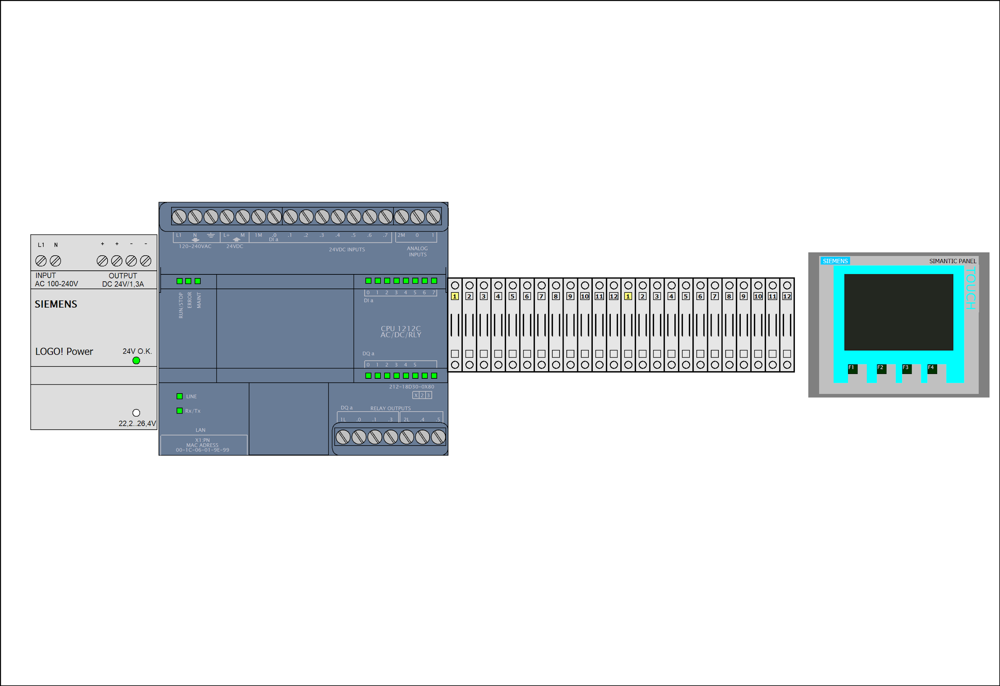 L1 N + + - -
INPUT
AC 100-240V
OUTPUT
DC 24V/1,3A
SIEMENS
LOGO! Power
24V O.K.
22,2..26,4V
L1 N L+ M 1M .0 .1 .2 .3 .4 .5 .6 .7 2M 0 1
DI a
120-240VAC
24VDC
24VDC INPUTS
ANALOG
INPUTS
RUN/STOP
ERROR
MAINT
0 1 2 3 4 5 6 7
DI a
CPU 1212C
AC/DC/RLY
DQ a
0 1 2 3 4 5
212-18D30-0X80
X 2 3
LINE
Rx/Tx
DQ a
RELAY OUTPUTS
1L .0 .1 .3 2L .4 .5
LAN
X1:PN
MAC ADRESS
00-1C-06-01-9E-99
1 2 3 4 5 6 7 8 9 10 11 12 1 2 3 4 5 6 7 8 9 10 11 12
SIEMENS
SIMANTIC PANEL
TOUCH
F1 F2 F3 F4